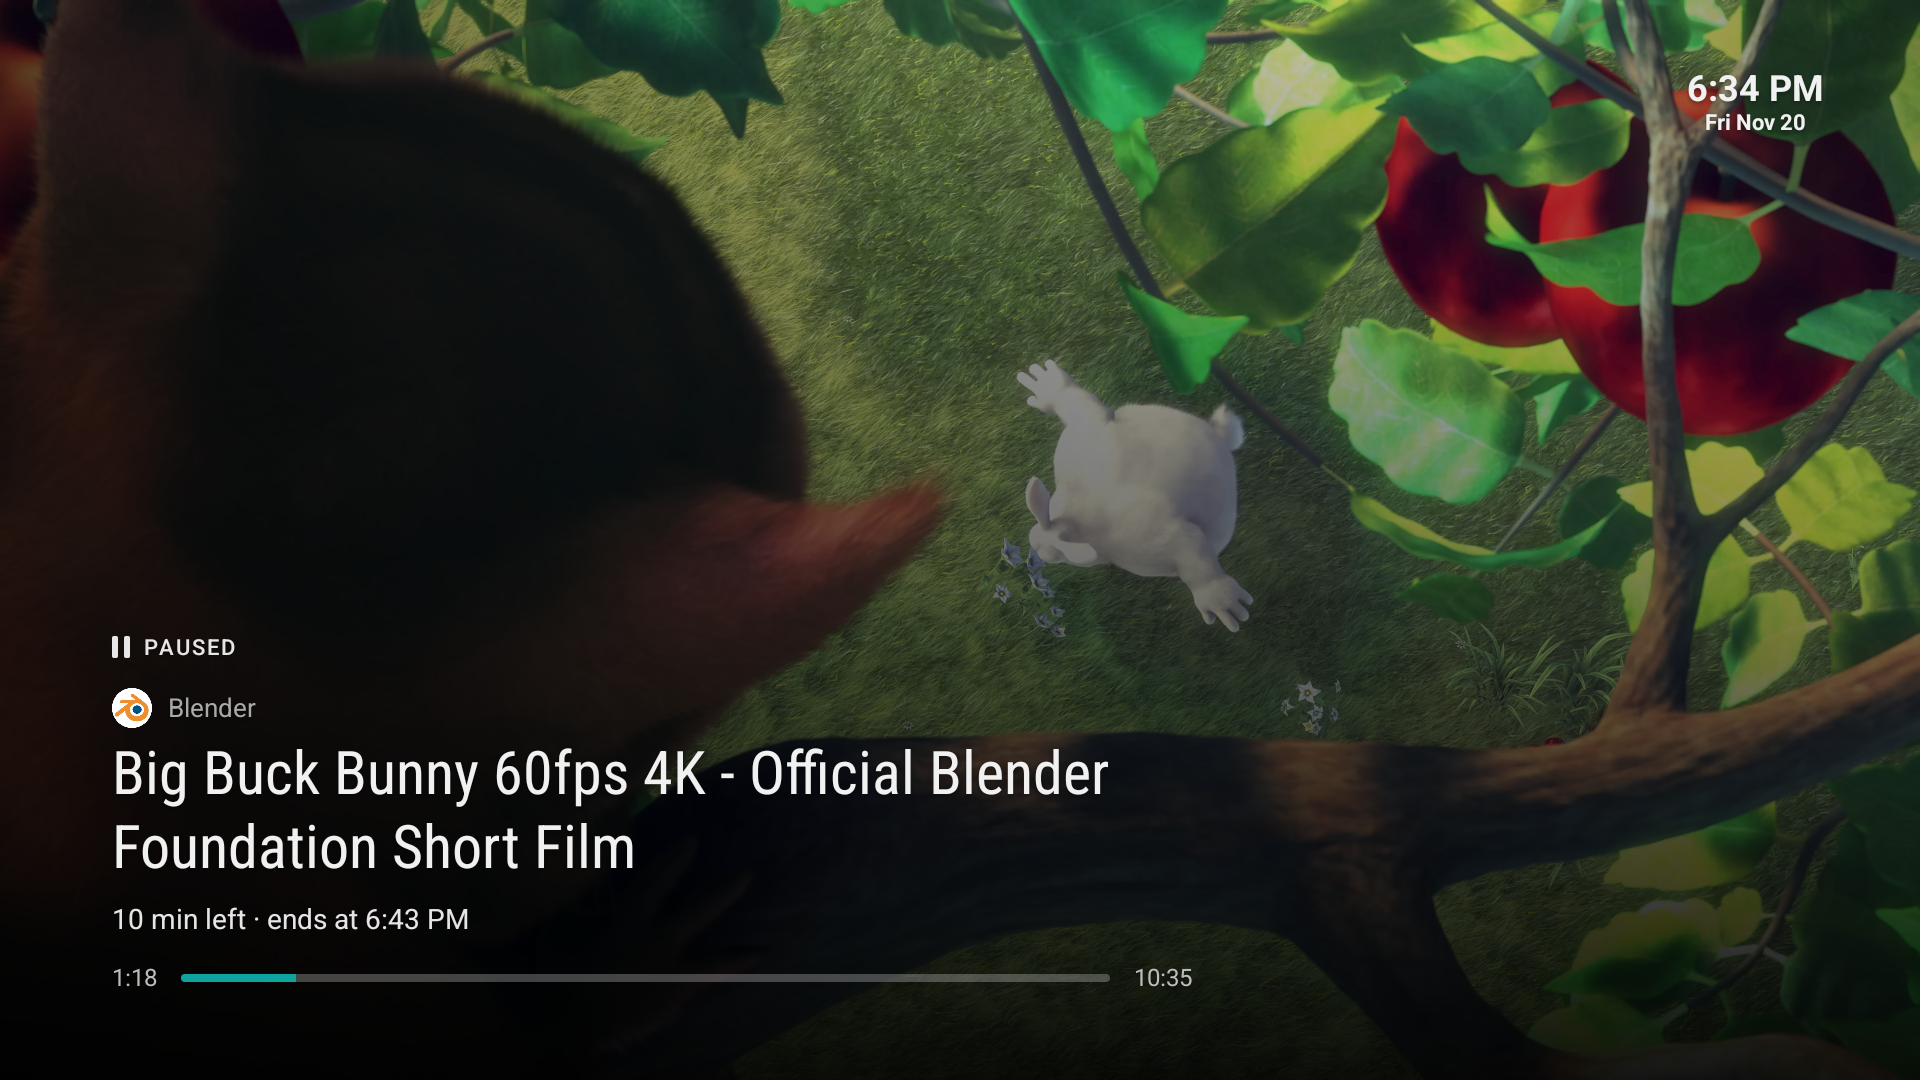 6:34 PM
Fri Nov 20
PAUSED
Blender
Big Buck Bunny 60fps 4K - Official Blender
Foundation Short Film
10 min left · ends at 6:43 PM
1:18
10:35